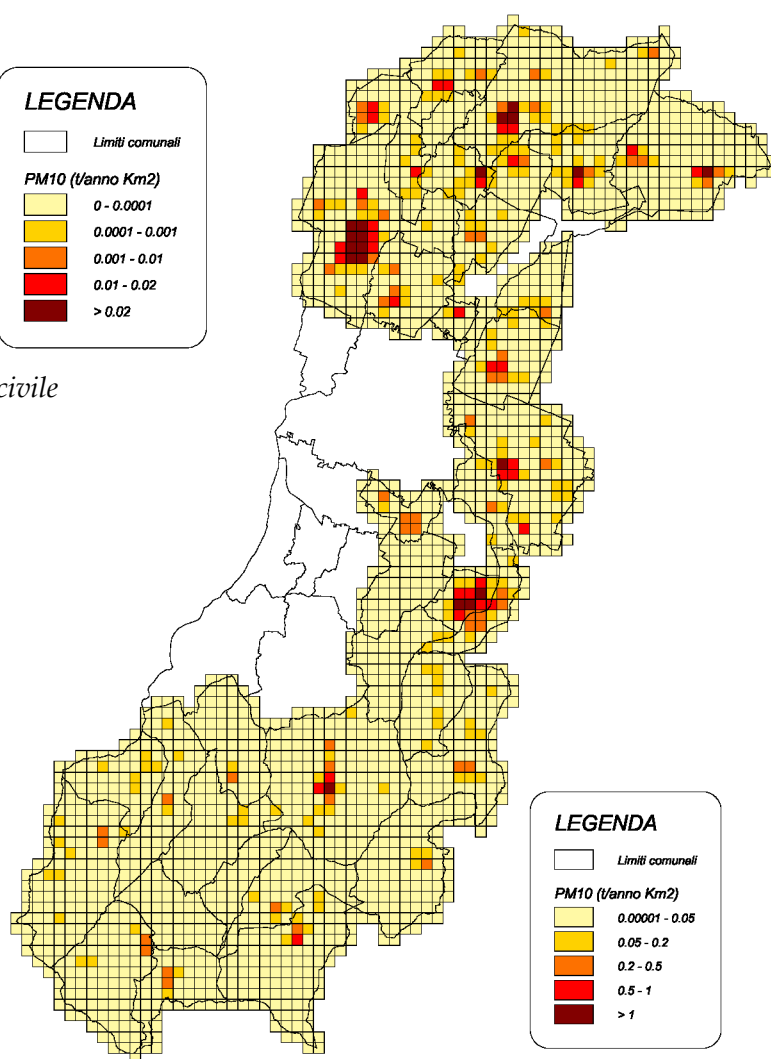 LEGENDA
Limiti comunali
PM10 (t/anno Km2)
0 - 0.0001
0.0001 - 0.001
0.001 - 0.01
0.01 - 0.02
> 0.02
civile
LEGENDA
Limiti comunali
PM10 (t/anno Km2)
0.00001 - 0.05
0.05 - 0.2
0.2 - 0.5
0.5 - 1
> 1